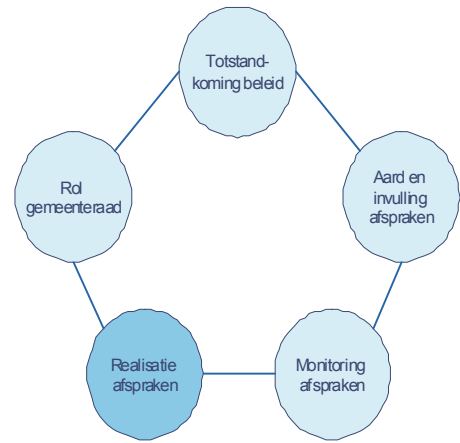 Totstand-
koming beleid
Rol
gemeenteraad
Aard en
invulling
afspraken
Realisatie
afspraken
Monitoring
afspraken